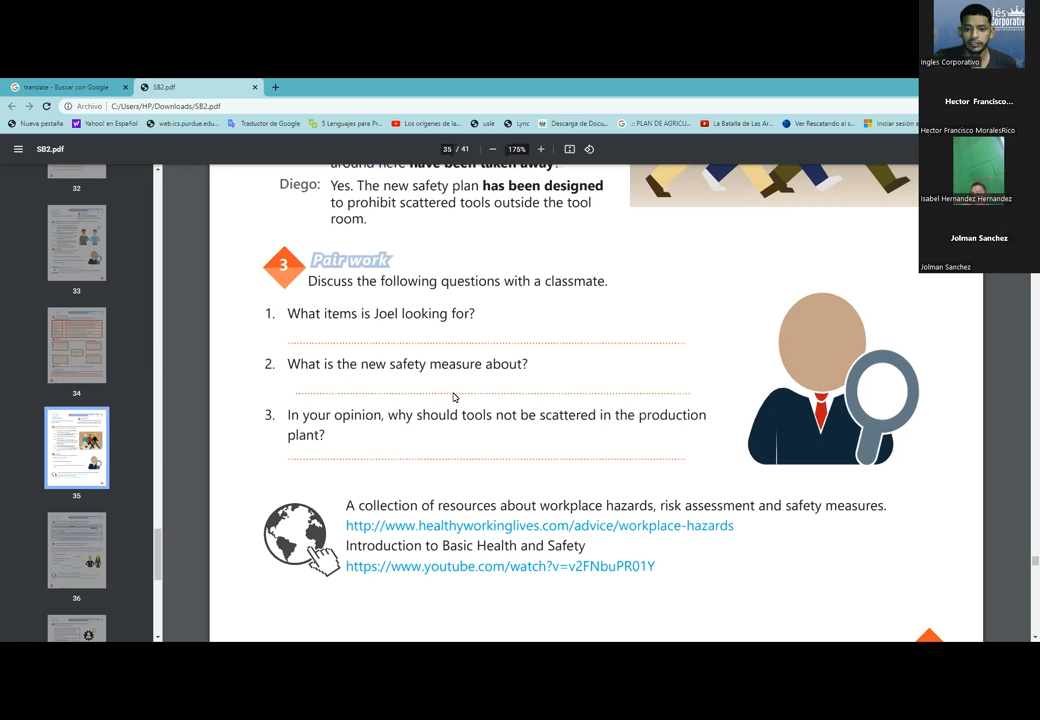 translate - Buscar con Google
SB2.pdf
Archivo
C:/Users/HP/Downloads/SB2.pdf
Nueva pestaña
Yahoo! en Español
web.ics.purdue.edu...
Traductor de Google
5 Lenguajes para Pr...
Los orígenes de la...
usle
Lync
Descarga de Docu...
:: PLAN DE AGRICU...
La Batalla de Las Ar...
Ver Rescatando al s...
Iniciar sesión e
SB2.pdf
35 / 41
175%
32
33
34
35
36
around here have been taken away?
Diego: Yes. The new safety plan has been designed
to prohibit scattered tools outside the tool
room.
3
Pair work
Discuss the following questions with a classmate.
1. What items is Joel looking for?
2. What is the new safety measure about?
3. In your opinion, why should tools not be scattered in the production
plant?
A collection of resources about workplace hazards, risk assessment and safety measures.
http://www.healthyworkinglives.com/advice/workplace-hazards
Introduction to Basic Health and Safety
https://www.youtube.com/watch?v=v2FNbuPR01Y
Ingles Corporativo
Hector Francisco...
Hector Francisco MoralesRico
Isabel Hernandez Hernandez
Jolman Sanchez
Jolman Sanchez